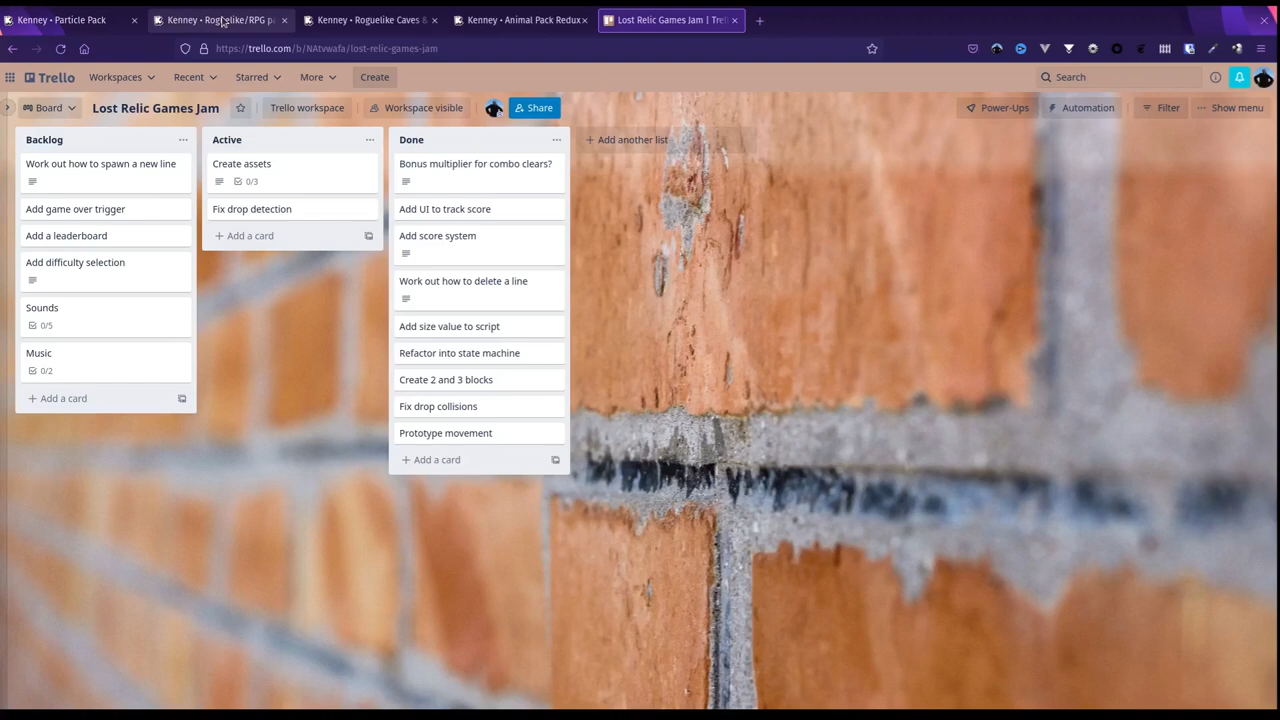 Kenney • Particle Pack
Kenney • Roguelike/RPG pa
Kenney • Roguelike Caves &
Kenney • Animal Pack Redux
Lost Relic Games Jam | Trell
https://trello.com/b/NAtvwafa/lost-relic-games-jam
Trello
Workspaces
Recent
Starred
More
Create
Search
Board
Lost Relic Games Jam
Trello workspace
Workspace visible
Share
Power-Ups
Automation
Filter
Show menu
Backlog
Work out how to spawn a new line
Add game over trigger
Add a leaderboard
Add difficulty selection
Sounds
0/5
Music
0/2
+ Add a card
Active
Create assets
0/3
Fix drop detection
+ Add a card
Done
Bonus multiplier for combo clears?
Add UI to track score
Add score system
Work out how to delete a line
Add size value to script
Refactor into state machine
Create 2 and 3 blocks
Fix drop collisions
Prototype movement
+ Add a card
+ Add another list